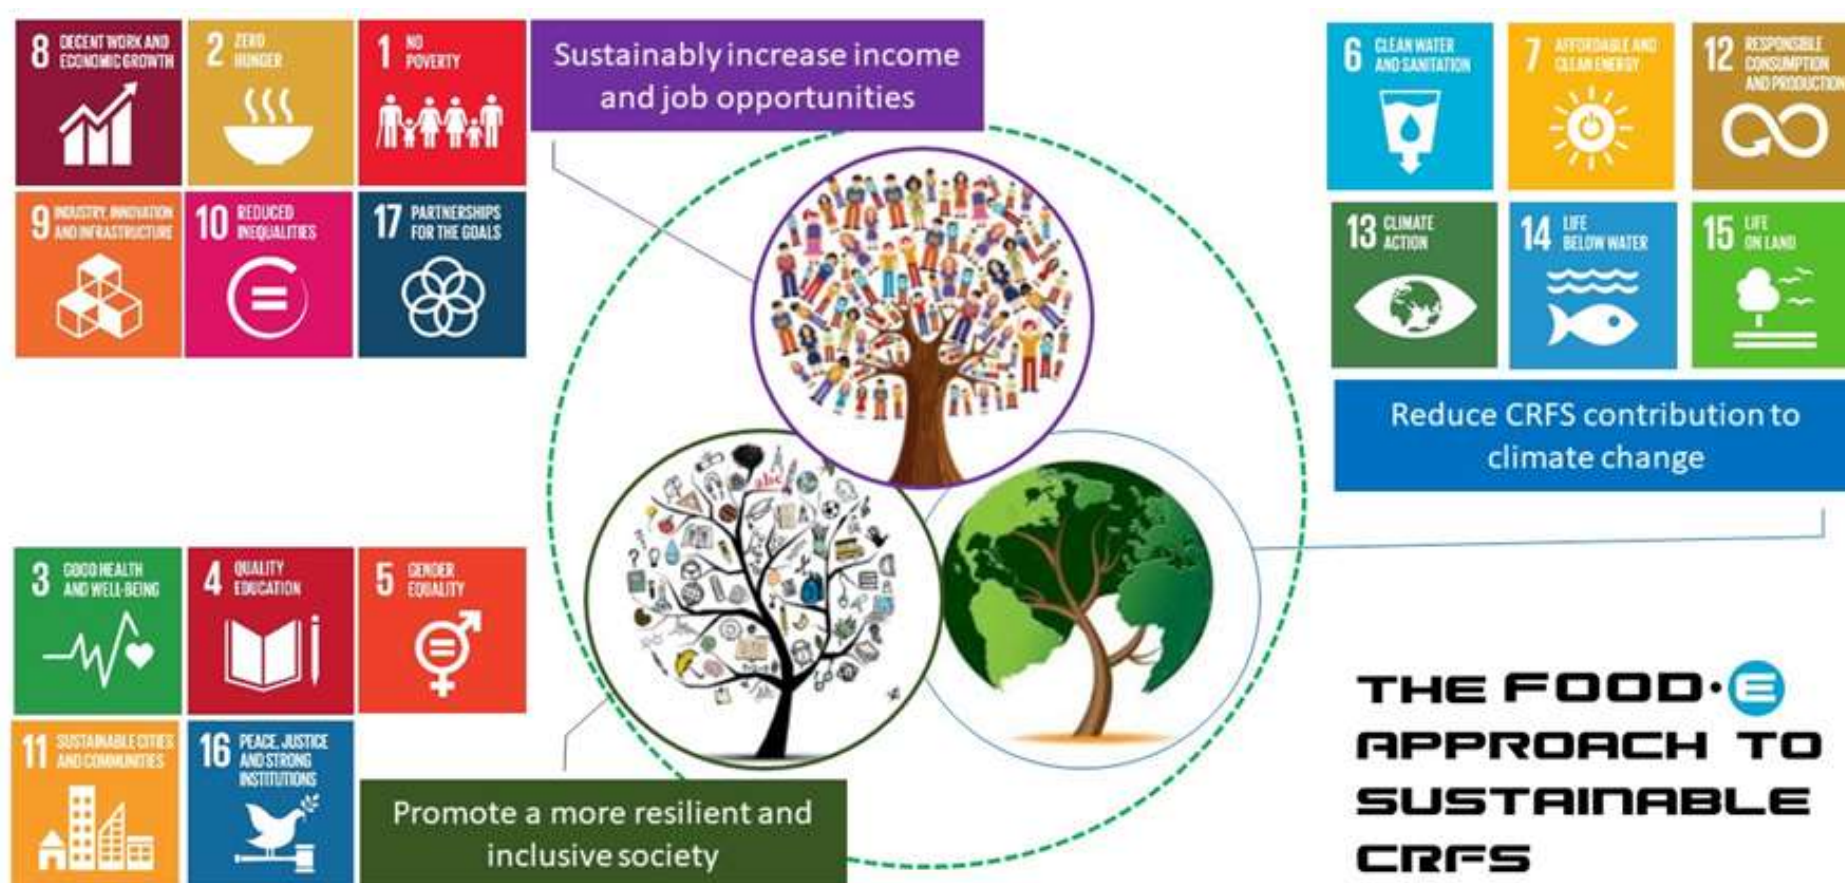 8 DECENT WORK AND
ECONOMIC GROWTH
2 ZERO
HUNGER
1 NO
POVERTY
9 INDUSTRY, INNOVATION
AND INFRASTRUCTURE
10 REDUCED
INEQUALITIES
17 PARTNERSHIPS
FOR THE GOALS
Sustainably increase income
and job opportunities
6 CLEAN WATER
AND SANITATION
7 AFFORDABLE AND
CLEAN ENERGY
12 RESPONSIBLE
CONSUMPTION
AND PRODUCTION
13 CLIMATE
ACTION
14 LIFE
BELOW WATER
15 LIFE
ON LAND
Reduce CRFS contribution to
climate change
abc
3 GOOD HEALTH
AND WELL-BEING
4 QUALITY
EDUCATION
5 GENDER
EQUALITY
11 SUSTAINABLE CITIES
AND COMMUNITIES
16 PEACE, JUSTICE
AND STRONG
INSTITUTIONS
Promote a more resilient and
inclusive society
THE FOOD·E
APPROACH TO
SUSTAINABLE
CRFS